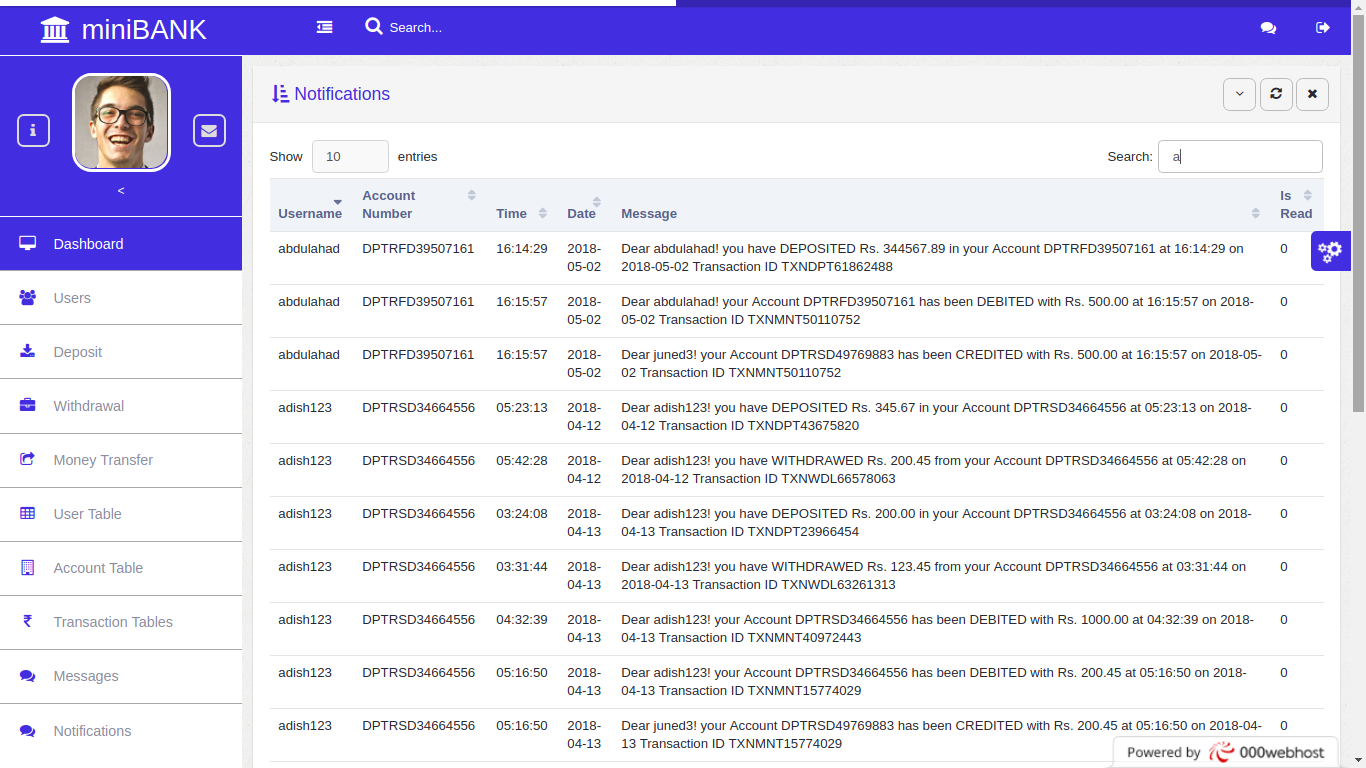 miniBANK
Search...
<
Dashboard
Users
Deposit
Withdrawal
Money Transfer
User Table
Account Table
Transaction Tables
Messages
Notifications
Notifications
Show 10 entries
Search: a
Account Is
Username Number Time Date Message Read
abdulahad DPTRFD39507161 16:14:29 2018- Dear abdulahad! you have DEPOSITED Rs. 344567.89 in your Account DPTRFD39507161 at 16:14:29 on 0
05-02 2018-05-02 Transaction ID TXNDPT61862488
abdulahad DPTRFD39507161 16:15:57 2018- Dear abdulahad! your Account DPTRFD39507161 has been DEBITED with Rs. 500.00 at 16:15:57 on 2018- 0
05-02 05-02 Transaction ID TXNMNT50110752
abdulahad DPTRFD39507161 16:15:57 2018- Dear juned3! your Account DPTRSD49769883 has been CREDITED with Rs. 500.00 at 16:15:57 on 2018-05- 0
05-02 02 Transaction ID TXNMNT50110752
adish123 DPTRSD34664556 05:23:13 2018- Dear adish123! you have DEPOSITED Rs. 345.67 in your Account DPTRSD34664556 at 05:23:13 on 2018- 0
04-12 04-12 Transaction ID TXNDPT43675820
adish123 DPTRSD34664556 05:42:28 2018- Dear adish123! you have WITHDRAWED Rs. 200.45 from your Account DPTRSD34664556 at 05:42:28 on 0
04-12 2018-04-12 Transaction ID TXNWDL66578063
adish123 DPTRSD34664556 03:24:08 2018- Dear adish123! you have DEPOSITED Rs. 200.00 in your Account DPTRSD34664556 at 03:24:08 on 2018- 0
04-13 04-13 Transaction ID TXNDPT23966454
adish123 DPTRSD34664556 03:31:44 2018- Dear adish123! you have WITHDRAWED Rs. 123.45 from your Account DPTRSD34664556 at 03:31:44 on 0
04-13 2018-04-13 Transaction ID TXNWDL63261313
adish123 DPTRSD34664556 04:32:39 2018- Dear adish123! your Account DPTRSD34664556 has been DEBITED with Rs. 1000.00 at 04:32:39 on 2018- 0
04-13 04-13 Transaction ID TXNMNT40972443
adish123 DPTRSD34664556 05:16:50 2018- Dear adish123! your Account DPTRSD34664556 has been DEBITED with Rs. 200.45 at 05:16:50 on 2018- 0
04-13 04-13 Transaction ID TXNMNT15774029
adish123 DPTRSD34664556 05:16:50 2018- Dear juned3! your Account DPTRSD49769883 has been CREDITED with Rs. 200.45 at 05:16:50 on 2018-04- 0
04-13 13 Transaction ID TXNMNT15774029
Powered by 000webhost